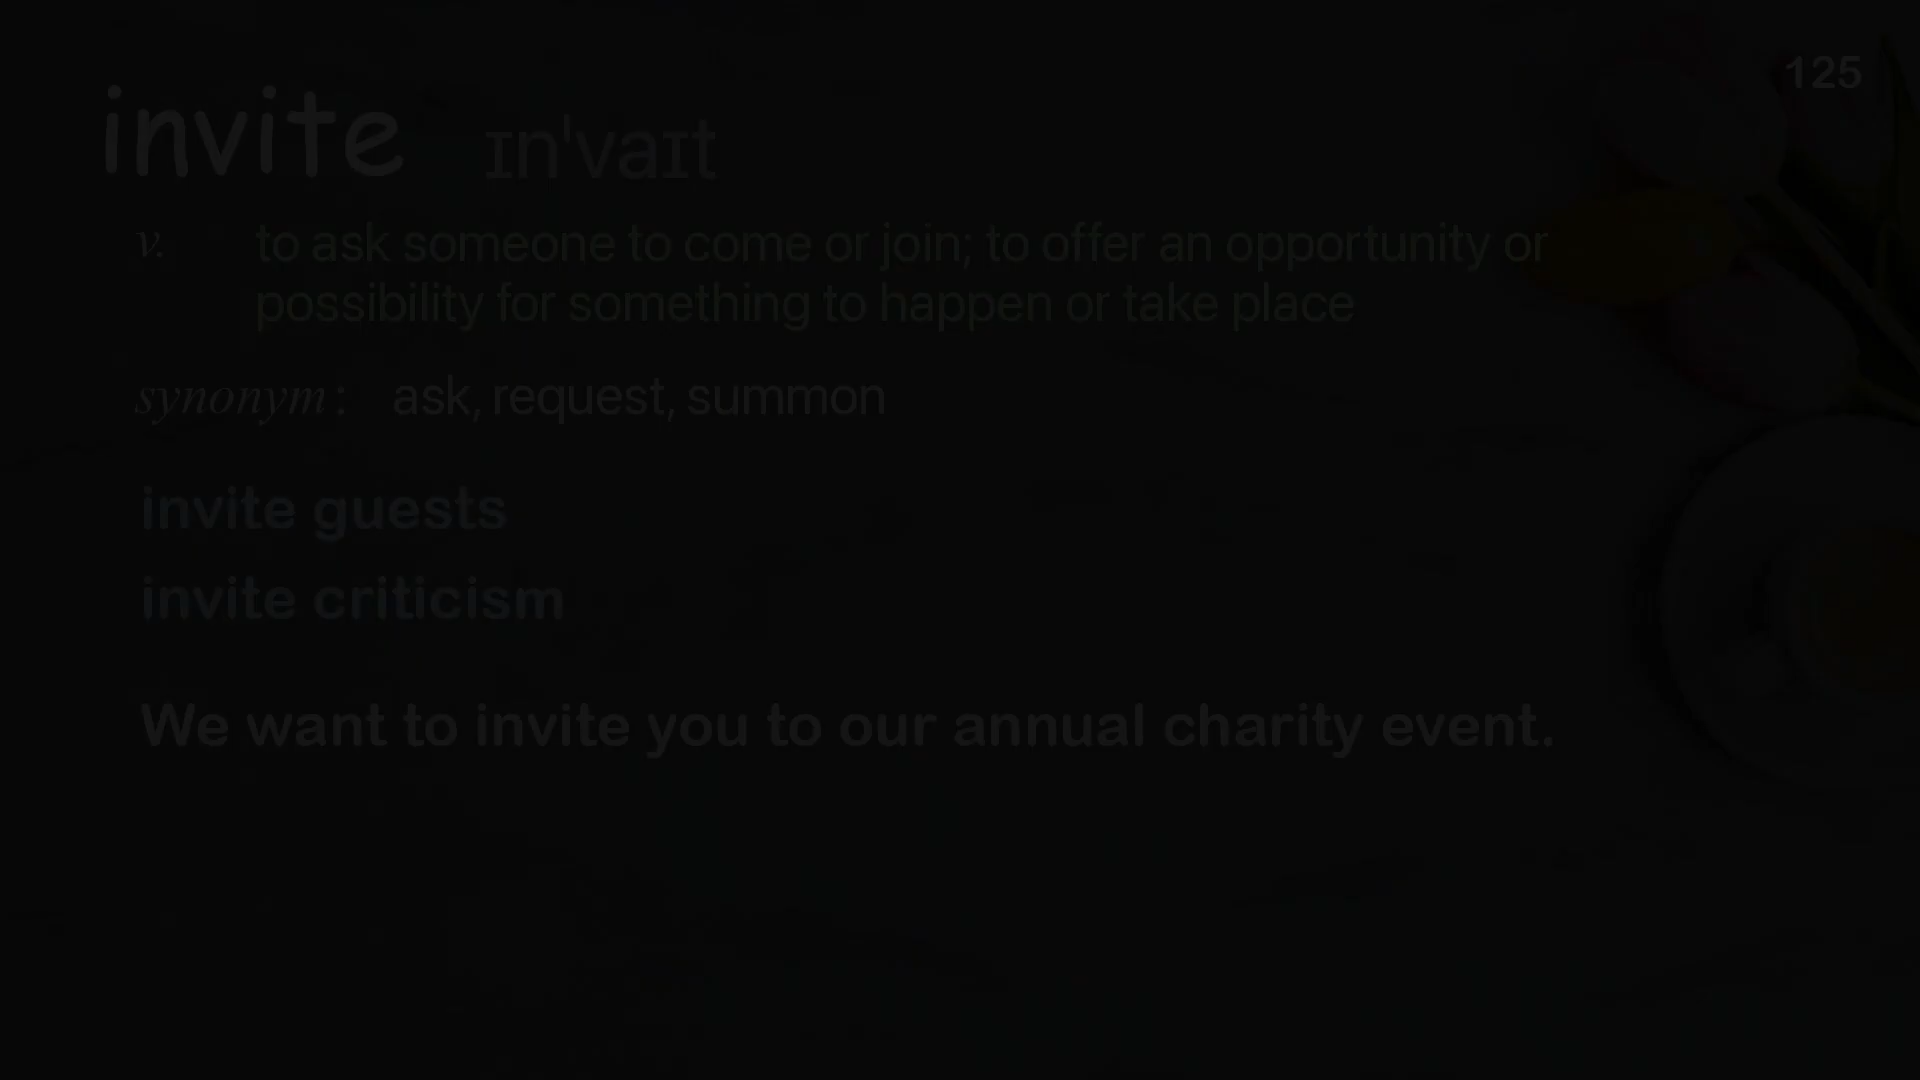 125
invite ɪnˈvaɪt
v. to ask someone to come or join; to offer an opportunity or
possibility for something to happen or take place
synonym: ask, request, summon
invite guests
invite criticism
We want to invite you to our annual charity event.